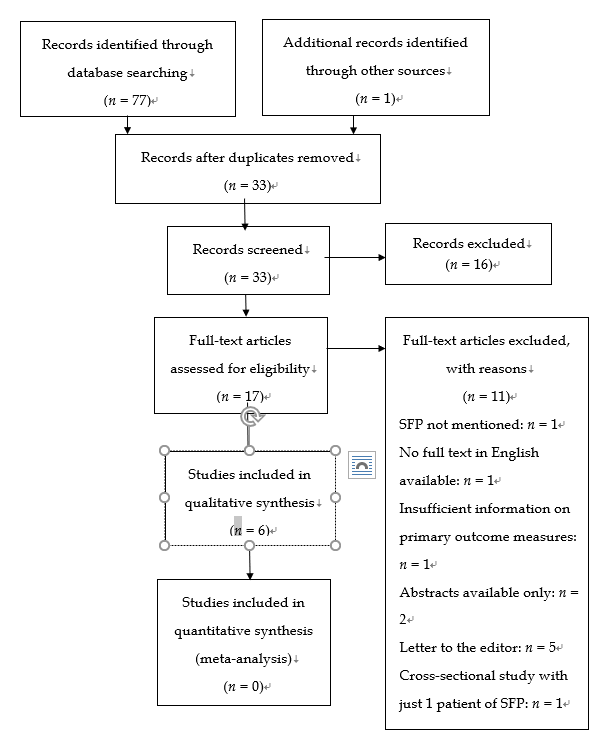 Records identified through
database searching↓
(n = 77)↵
Additional records identified
through other sources↓
(n = 1)↵
Records after duplicates removed↓
(n = 33)↵
Records screened↓
(n = 33)↵
Records excluded↓
(n = 16)↵
Full-text articles
assessed for eligibility↓
(n = 17)↵
Full-text articles excluded,
with reasons↓
(n = 11)↵
SFP not mentioned: n = 1↵
No full text in English
available: n = 1↵
Insufficient information on
primary outcome measures:
n = 1↵
Abstracts available only: n =
2↵
Letter to the editor: n = 5↵
Cross-sectional study with
just 1 patient of SFP: n = 1↵
Studies included in
qualitative synthesis↓
(n = 6)↵
Studies included in
quantitative synthesis
(meta-analysis)↓
(n = 0)↵